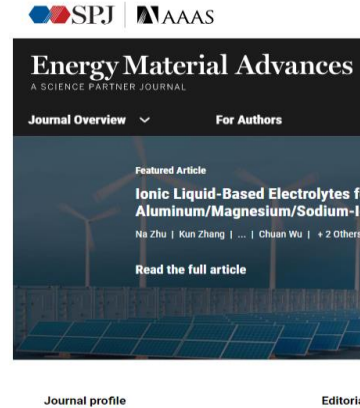 SPJ AAAS
Energy Material Advances
A SCIENCE PARTNER JOURNAL
Journal Overview For Authors
Featured Article
Ionic Liquid-Based Electrolytes f
Aluminum/Magnesium/Sodium-I
Na Zhu | Kun Zhang | ... | Chuan Wu | + 2 Others
Read the full article
Journal profile Editoria